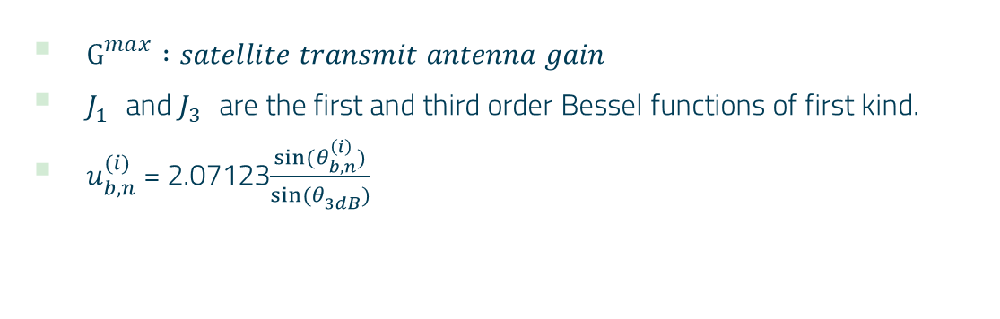 G^max : satellite transmit antenna gain
J_1 and J_3 are the first and third order Bessel functions of first kind.
u_{b,n}^{(i)} = 2.07123 \frac{sin(θ_{b,n}^{(i)})}{sin(θ_{3dB})}